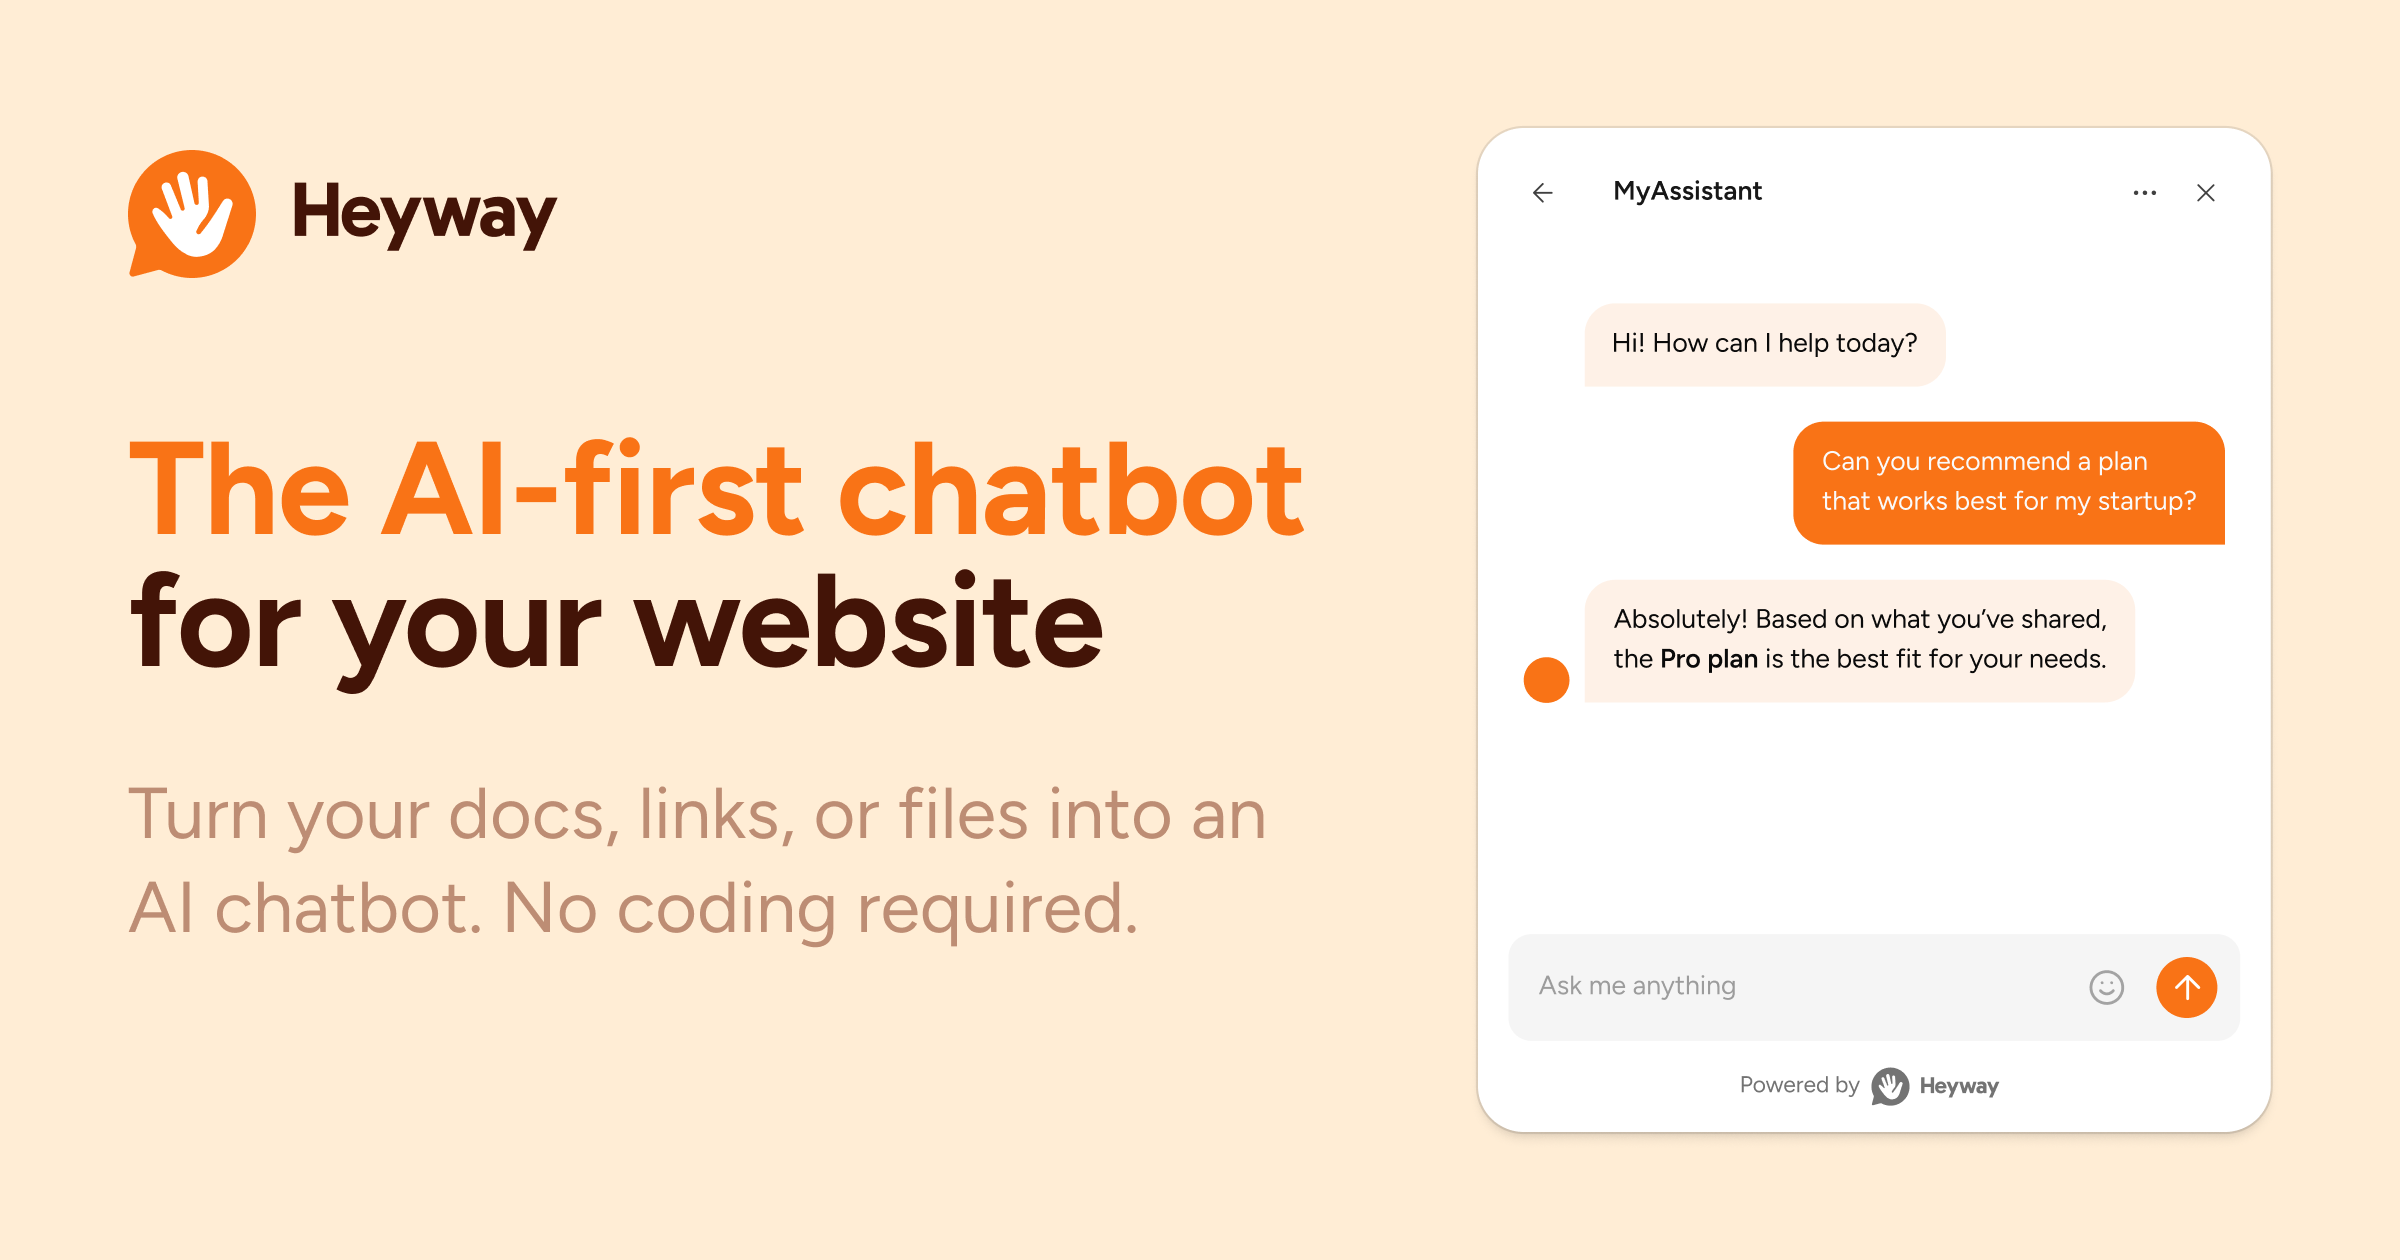 Heyway
The AI-first chatbot
for your website
Turn your docs, links, or files into an
AI chatbot. No coding required.
MyAssistant
Hi! How can I help today?
Can you recommend a plan
that works best for my startup?
Absolutely! Based on what you’ve shared,
the Pro plan is the best fit for your needs.
Ask me anything
Powered by Heyway